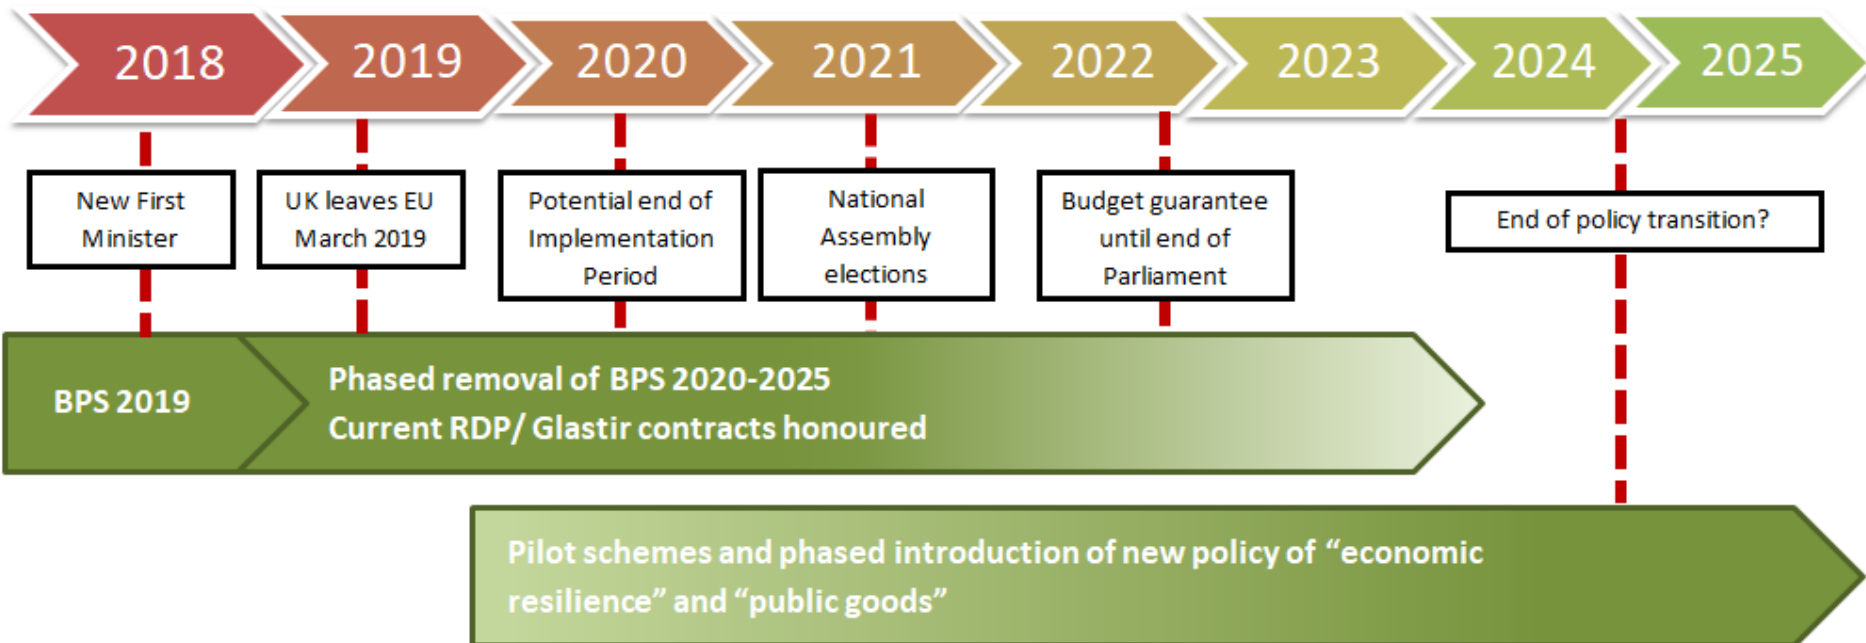 2018
2019
2020
2021
2022
2023
2024
2025
New First
Minister
UK leaves EU
March 2019
Potential end of
Implementation
Period
National
Assembly
elections
Budget guarantee
until end of
Parliament
End of policy transition?
BPS 2019
Phased removal of BPS 2020-2025
Current RDP/ Glastir contracts honoured
Pilot schemes and phased introduction of new policy of “economic
resilience” and “public goods”